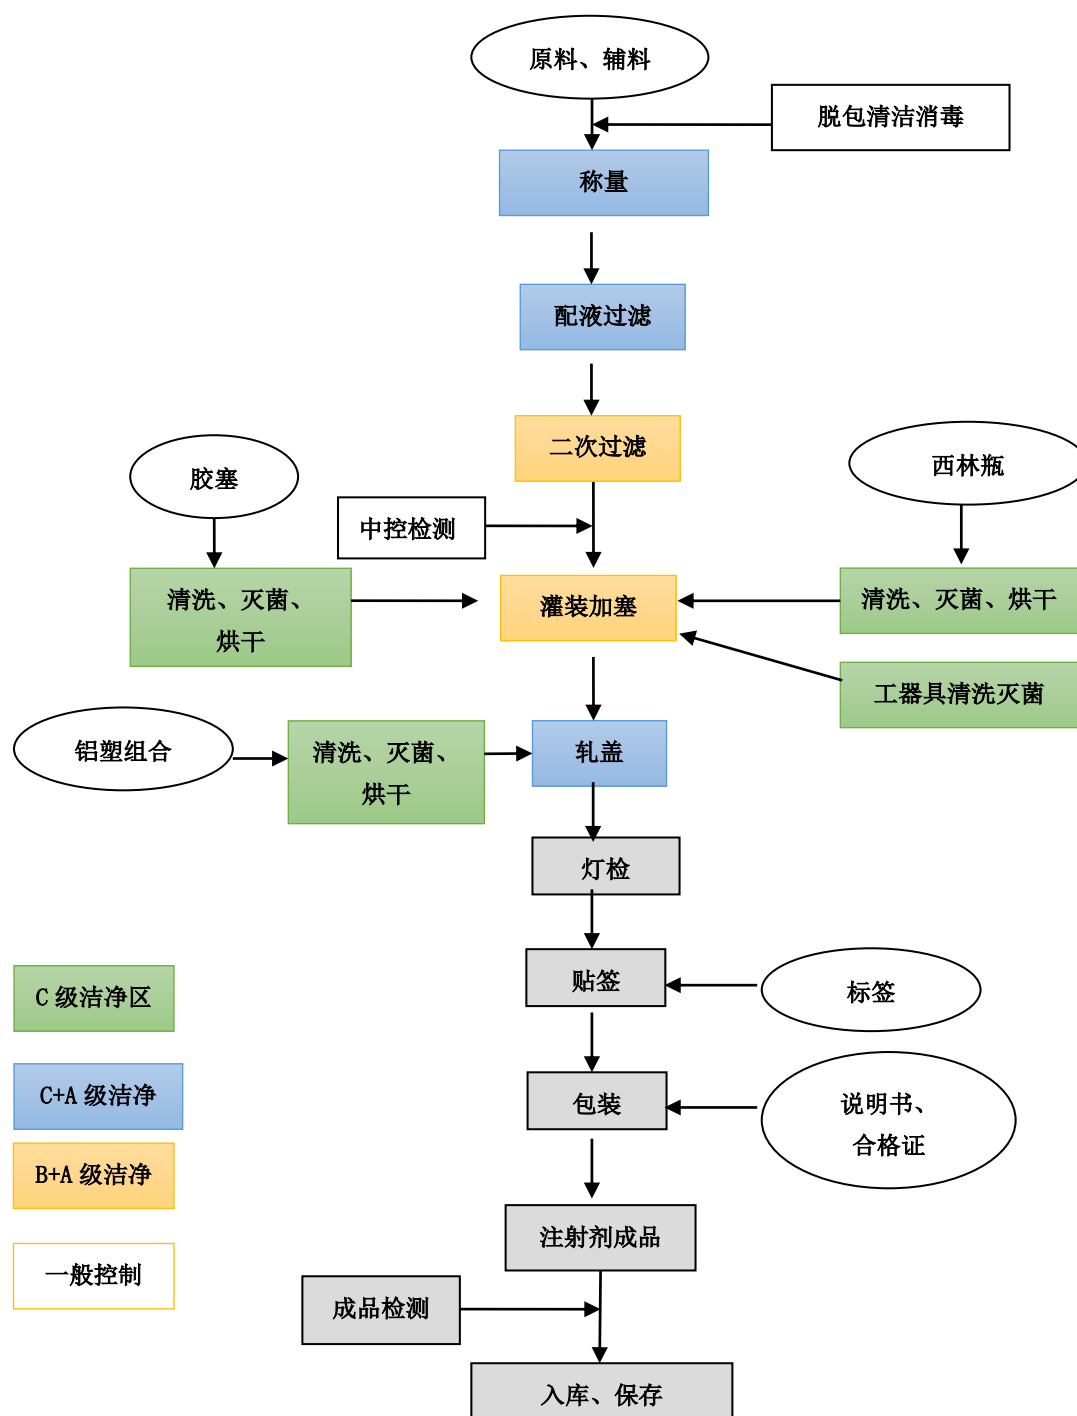 原料、辅料
脱包清洁消毒
称量
配液过滤
二次过滤
胶塞
西林瓶
中控检测
清洗、灭菌、
烘干
灌装加塞
清洗、灭菌、烘干
工器具清洗灭菌
铝塑组合
清洗、灭菌、
烘干
轧盖
灯检
贴签
标签
C 级洁净区
C+A 级洁净
包装
说明书、
合格证
B+A 级洁净
注射剂成品
一般控制
成品检测
入库、保存